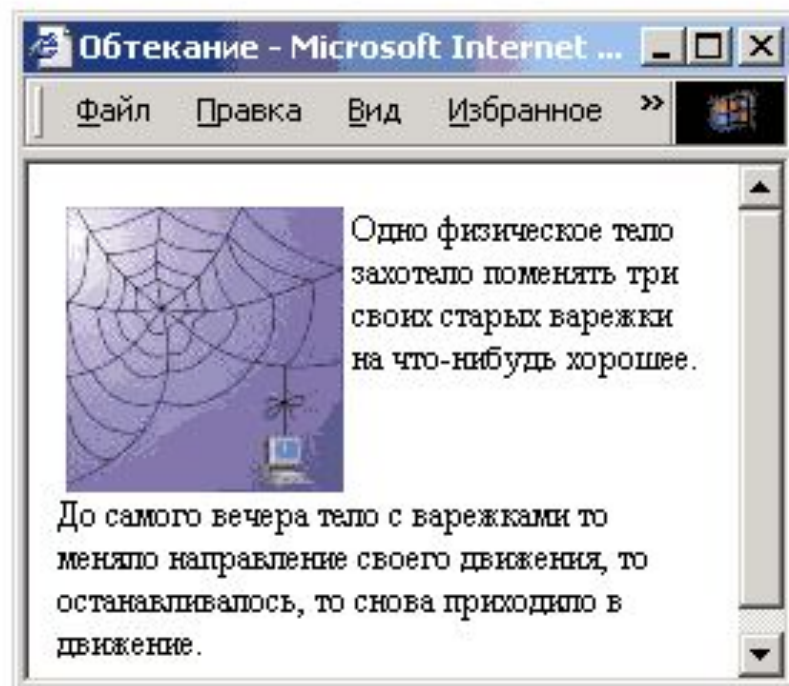 Обтекание - Microsoft Internet ...
Файл Правка Вид Избранное »
Одно физическое тело
захотело поменять три
своих старых варежки
на что-нибудь хорошее.
До самого вечера тело с варежками то
меняло направление своего движения, то
останавливалось, то снова приходило в
движение.